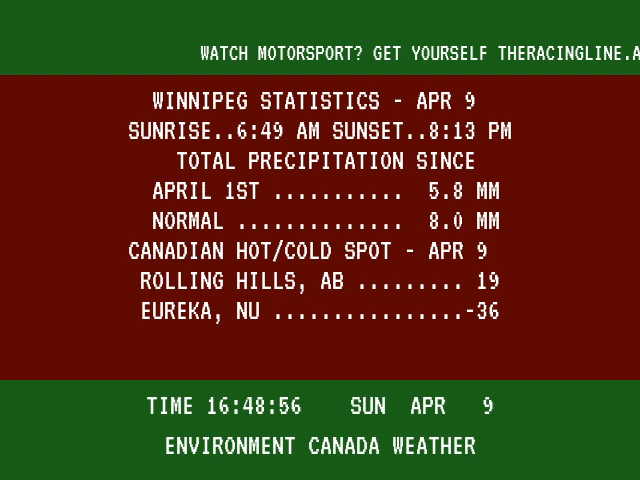 WATCH MOTORSPORT? GET YOURSELF THERACINGLINE.A
WINNIPEG STATISTICS - APR 9
SUNRISE..6:49 AM SUNSET..8:13 PM
TOTAL PRECIPITATION SINCE
APRIL 1ST ........... 5.8 MM
NORMAL .............. 8.0 MM
CANADIAN HOT/COLD SPOT - APR 9
ROLLING HILLS, AB ......... 19
EUREKA, NU ................-36
TIME 16:48:56 SUN APR 9
ENVIRONMENT CANADA WEATHER